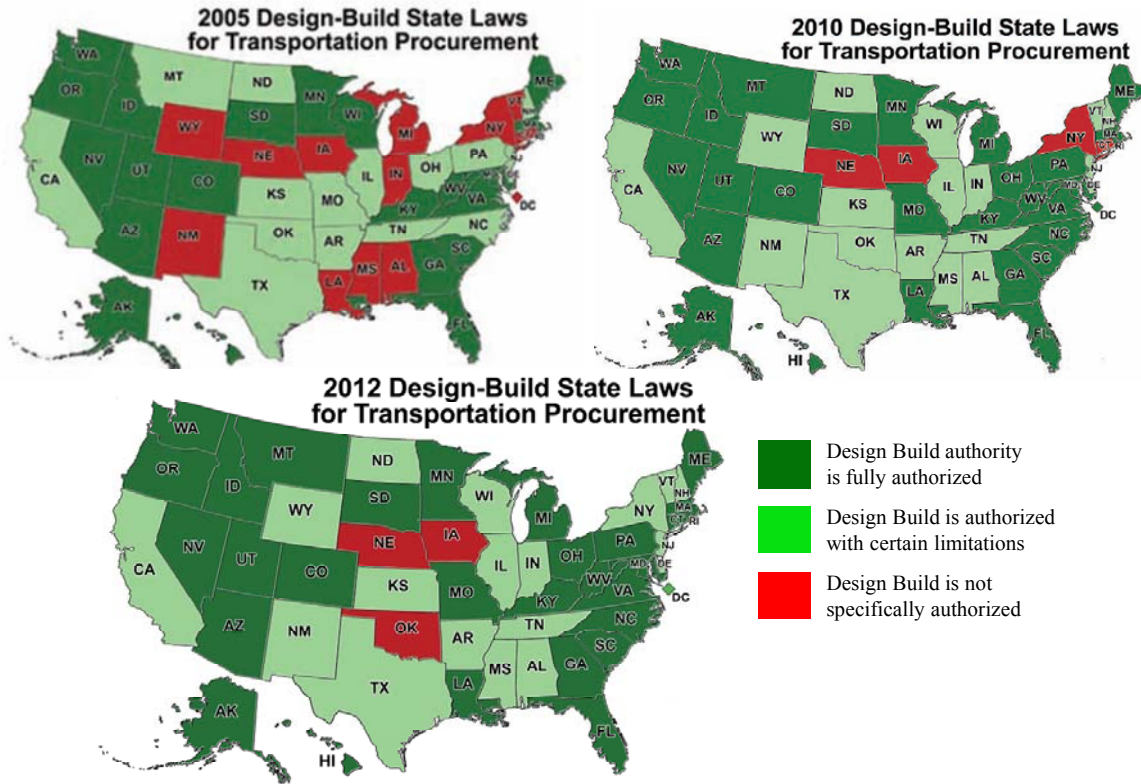 2005 Design-Build State Laws
for Transportation Procurement
WA
MT
ND
MN
ME
OR
ID
SD
WI
VT
WY
MI
NY
NE
IA
PA
NV
UT
CO
IL
IN
OH
CA
KS
MO
KY
WV
VA
DC
AZ
NM
OK
AR
TN
NC
SC
TX
LA
MS
AL
GA
AK
FL
2010 Design-Build State Laws
for Transportation Procurement
WA
MT
ND
MN
ME
OR
ID
SD
WI
VT
NH
MA
RI
WY
MI
NY
CT
NE
IA
PA
NJ
NV
UT
CO
IL
IN
OH
MD
DE
CA
KS
MO
KY
WV
VA
DC
AZ
NM
OK
AR
TN
NC
SC
TX
LA
MS
AL
GA
AK
HI
FL
2012 Design-Build State Laws
for Transportation Procurement
WA
MT
ND
MN
ME
OR
ID
SD
WI
VT
NH
MA
CT
RI
WY
MI
NY
NE
IA
PA
NJ
NV
UT
CO
IL
IN
OH
MD
DE
CA
KS
MO
KY
WV
VA
DC
AZ
NM
OK
AR
TN
NC
SC
TX
LA
MS
AL
GA
AK
HI
FL
Design Build authority
is fully authorized
Design Build is authorized
with certain limitations
Design Build is not
specifically authorized